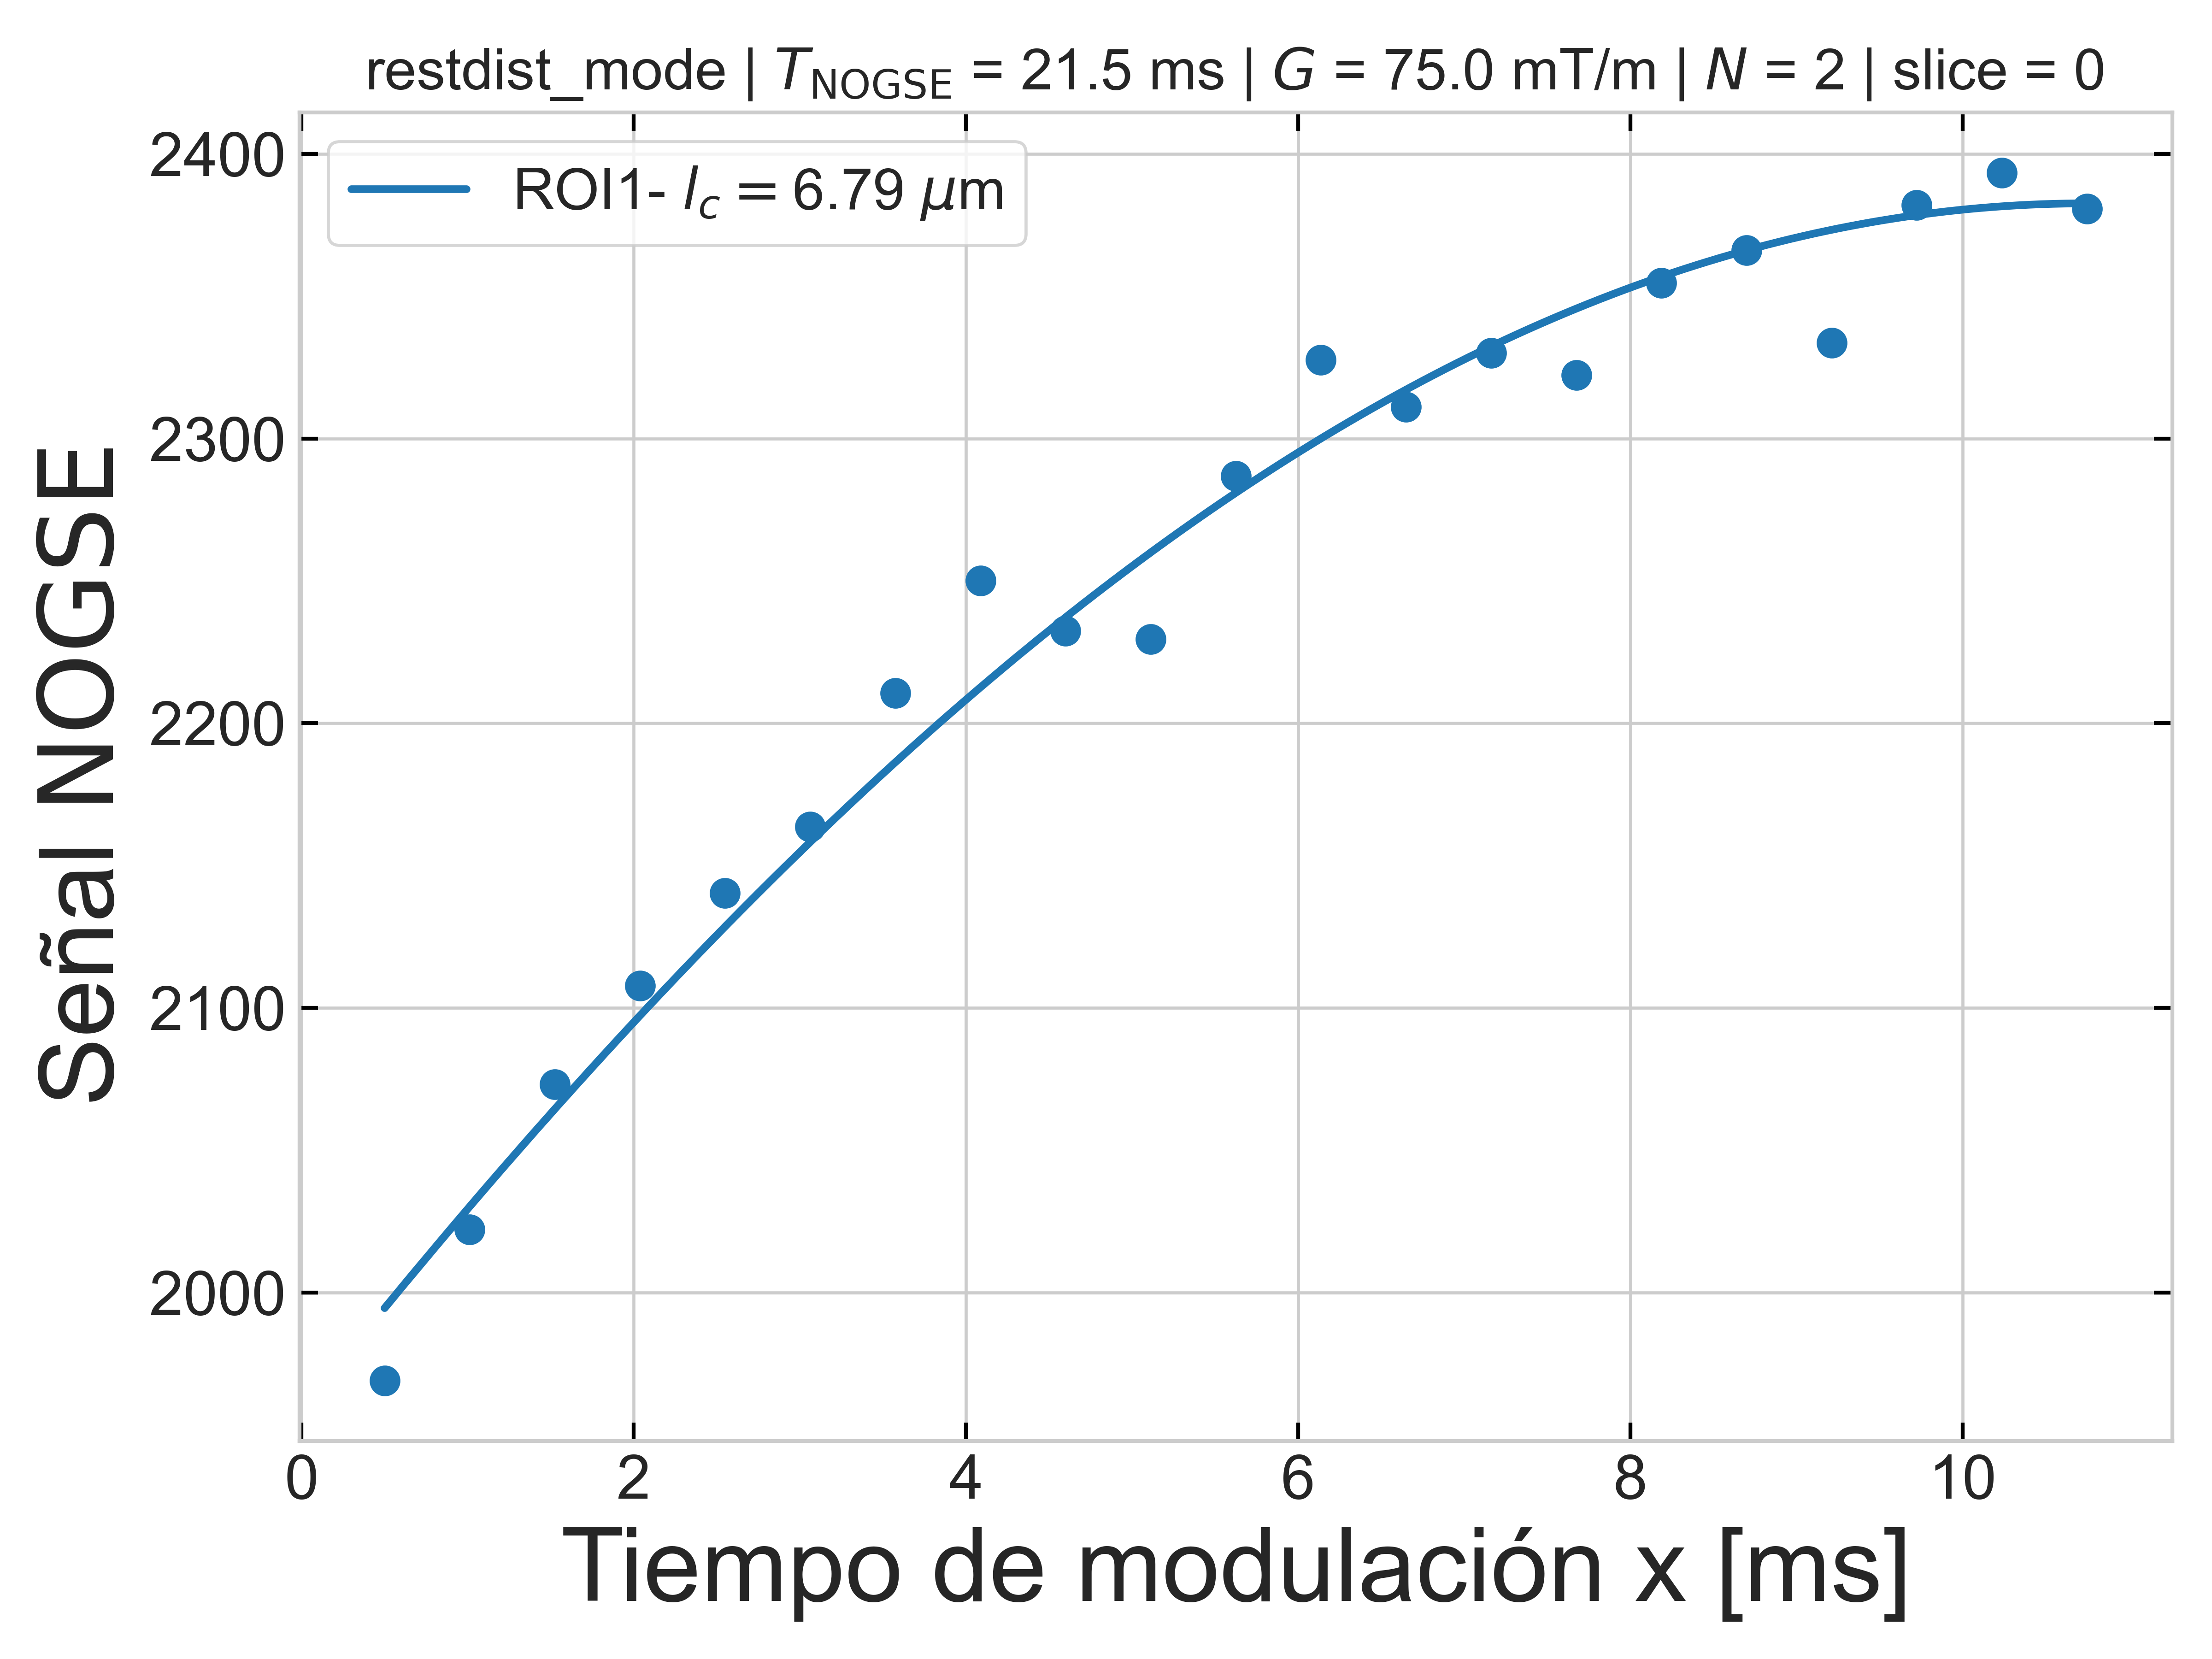 restdist_mode | T_NOGSE = 21.5 ms | G = 75.0 mT/m | N = 2 | slice = 0
ROI1- l_c = 6.79 μm
2400
2300
2200
2100
2000
Señal NOGSE
0 2 4 6 8 10
Tiempo de modulación x [ms]